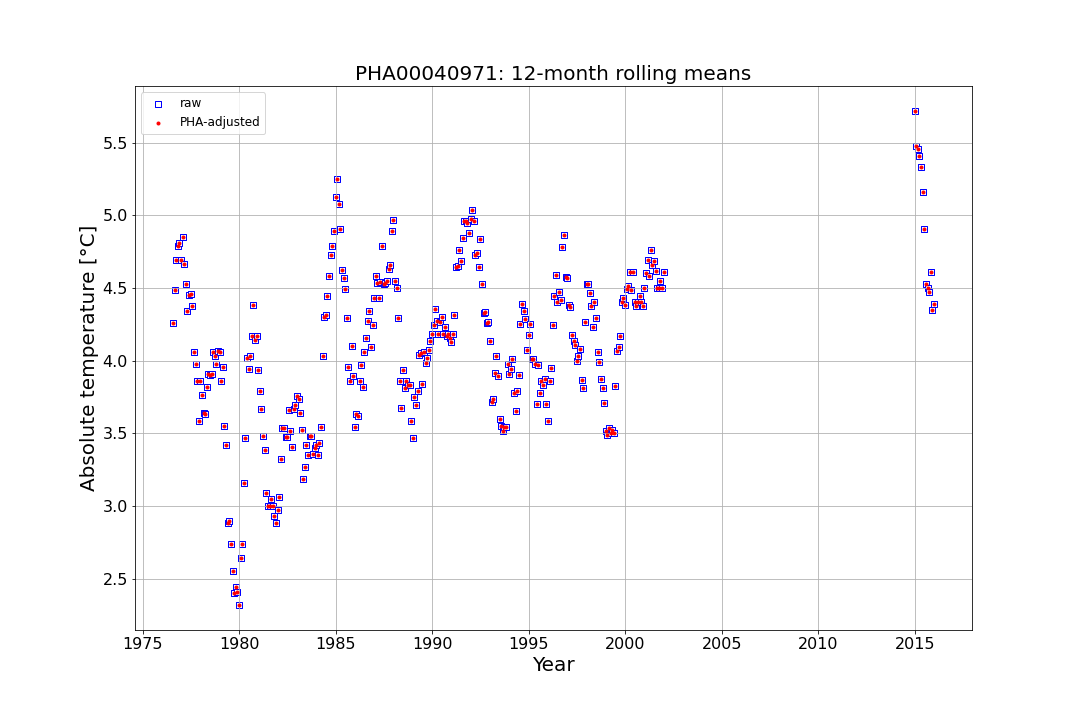 PHA00040971: 12-month rolling means
raw
PHA-adjusted
Absolute temperature [°C]
5.5
5.0
4.5
4.0
3.5
3.0
2.5
1975 1980 1985 1990 1995 2000 2005 2010 2015
Year